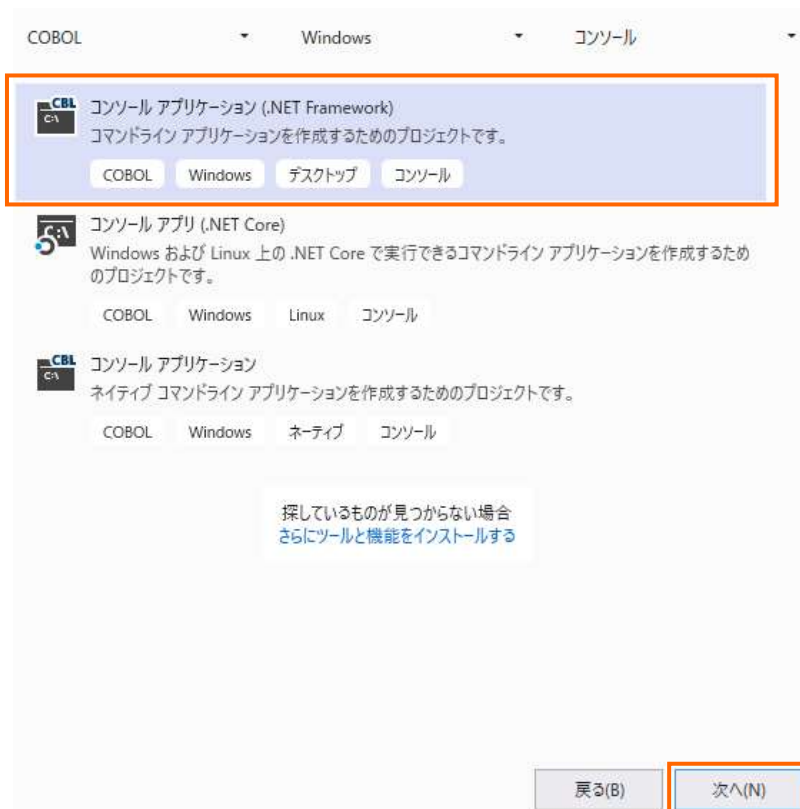 COBOL Windows コンソール
CBL
C:\
コンソール アプリケーション (.NET Framework)
コマンドライン アプリケーションを作成するためのプロジェクトです。
COBOL Windows デスクトップ コンソール
C:\
コンソール アプリ (.NET Core)
Windows および Linux 上の .NET Core で実行できるコマンドライン アプリケーションを作成するため
のプロジェクトです。
COBOL Windows Linux コンソール
CBL
C:\
コンソール アプリケーション
ネイティブ コマンドライン アプリケーションを作成するためのプロジェクトです。
COBOL Windows ネーティブ コンソール
探しているものが見つからない場合
さらにツールと機能をインストールする
戻る(B) 次へ(N)